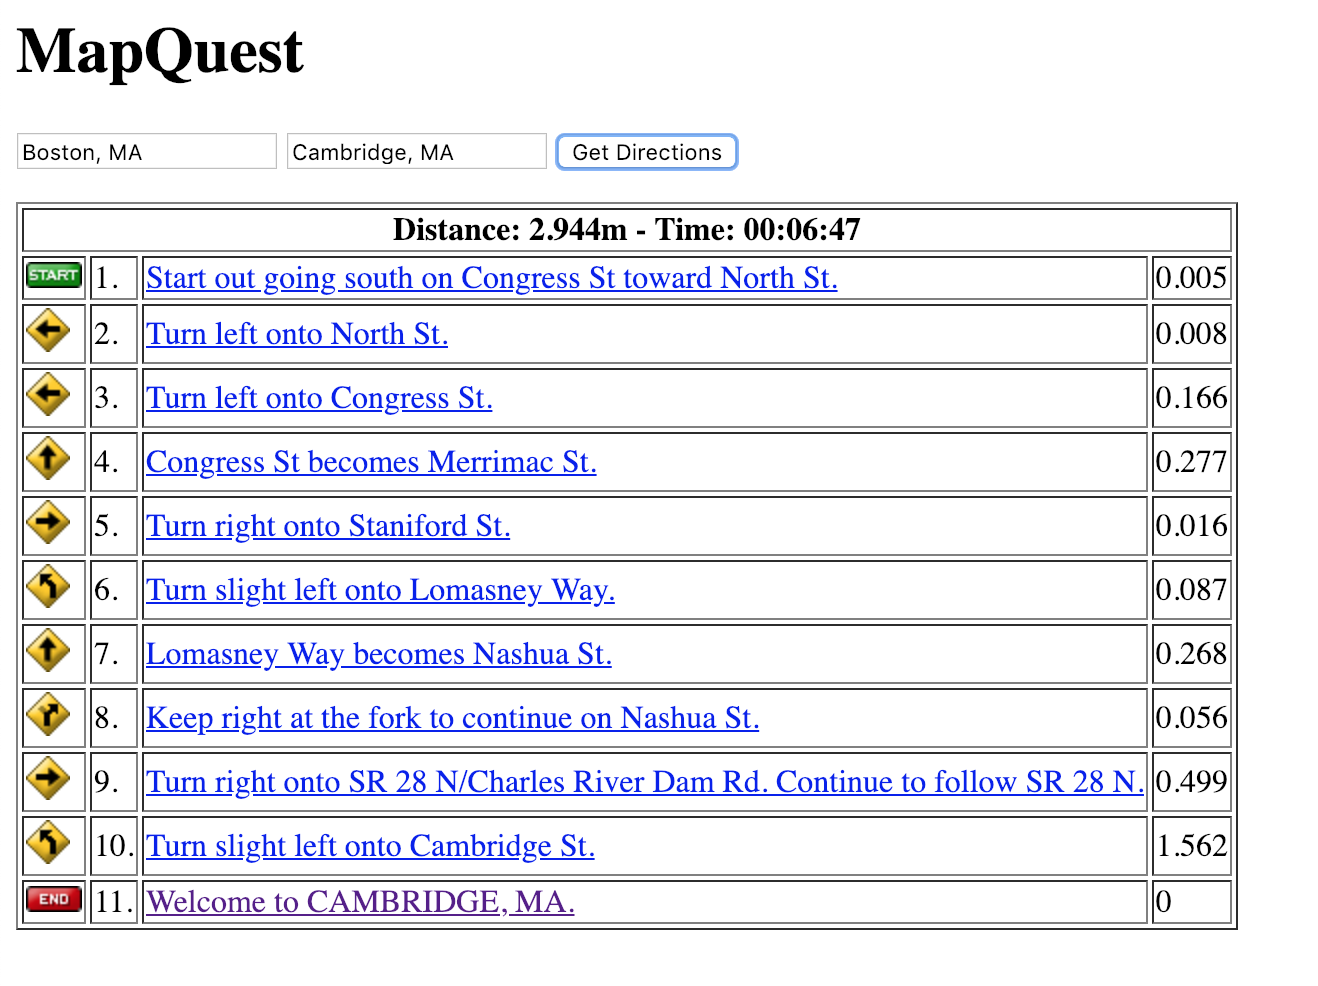 MapQuest
Boston, MA Cambridge, MA Get Directions
Distance: 2.944m - Time: 00:06:47
START 1. Start out going south on Congress St toward North St. 0.005
2. Turn left onto North St. 0.008
3. Turn left onto Congress St. 0.166
4. Congress St becomes Merrimac St. 0.277
5. Turn right onto Staniford St. 0.016
6. Turn slight left onto Lomasney Way. 0.087
7. Lomasney Way becomes Nashua St. 0.268
8. Keep right at the fork to continue on Nashua St. 0.056
9. Turn right onto SR 28 N/Charles River Dam Rd. Continue to follow SR 28 N. 0.499
10. Turn slight left onto Cambridge St. 1.562
END 11. Welcome to CAMBRIDGE, MA. 0